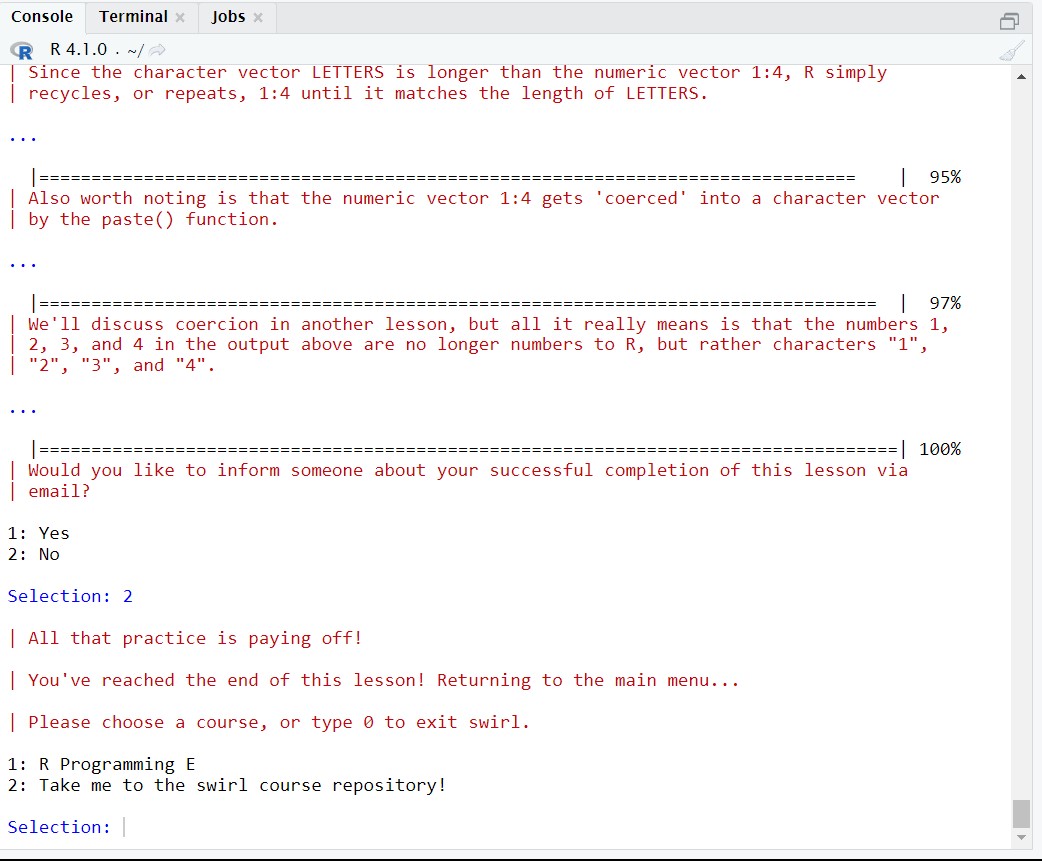 Console Terminal × Jobs ×
R R 4.1.0 . ~/
| Since the character vector LETTERS is longer than the numeric vector 1:4, R simply
| recycles, or repeats, 1:4 until it matches the length of LETTERS.
...
|============================================================================== | 95%
| Also worth noting is that the numeric vector 1:4 gets 'coerced' into a character vector
| by the paste() function.
...
|================================================================================ | 97%
| We'll discuss coercion in another lesson, but all it really means is that the numbers 1,
| 2, 3, and 4 in the output above are no longer numbers to R, but rather characters "1",
| "2", "3", and "4".
...
|==================================================================================| 100%
| Would you like to inform someone about your successful completion of this lesson via
| email?
1: Yes
2: No
Selection: 2
| All that practice is paying off!
| You've reached the end of this lesson! Returning to the main menu...
| Please choose a course, or type 0 to exit swirl.
1: R Programming E
2: Take me to the swirl course repository!
Selection: